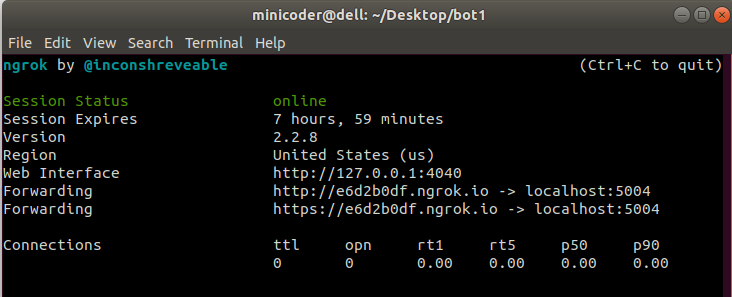 minicoder@dell: ~/Desktop/bot1
File Edit View Search Terminal Help
ngrok by @inconshreveable (Ctrl+C to quit)
Session Status online
Session Expires 7 hours, 59 minutes
Version 2.2.8
Region United States (us)
Web Interface http://127.0.0.1:4040
Forwarding http://e6d2b0df.ngrok.io -> localhost:5004
Forwarding https://e6d2b0df.ngrok.io -> localhost:5004
Connections ttl opn rt1 rt5 p50 p90
0 0 0.00 0.00 0.00 0.00